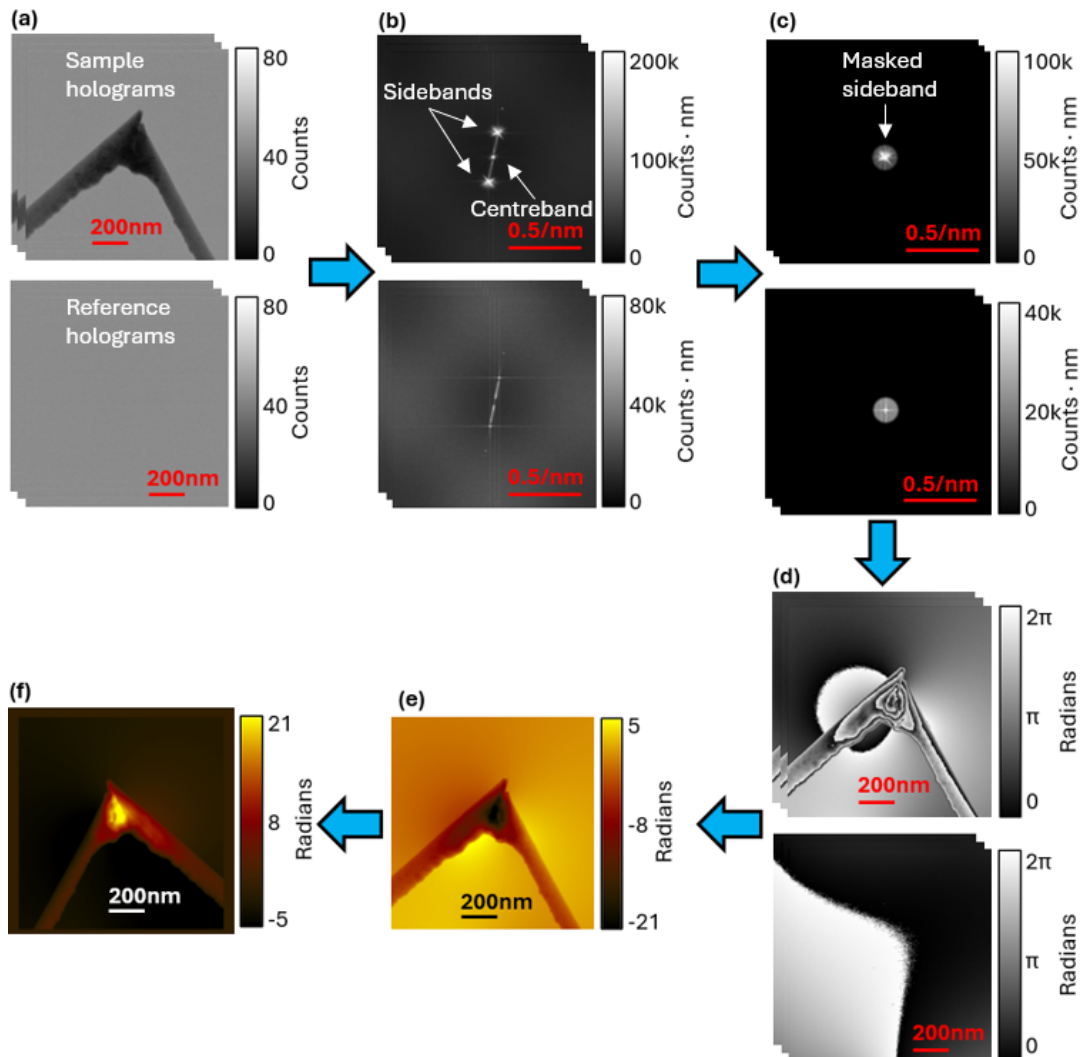 (a)
Sample
holograms
200nm
80
40
0
Counts
Reference
holograms
200nm
80
40
0
Counts
(b)
Sidebands
Centreband
0.5/nm
200k
100k
0
Counts · nm
0.5/nm
80k
40k
0
Counts · nm
(c)
Masked
sideband
0.5/nm
100k
50k
0
Counts · nm
0.5/nm
40k
20k
0
Counts · nm
(d)
200nm
2π
π
0
Radians
200nm
2π
π
0
Radians
(e)
200nm
5
-8
-21
Radians
(f)
200nm
21
8
-5
Radians